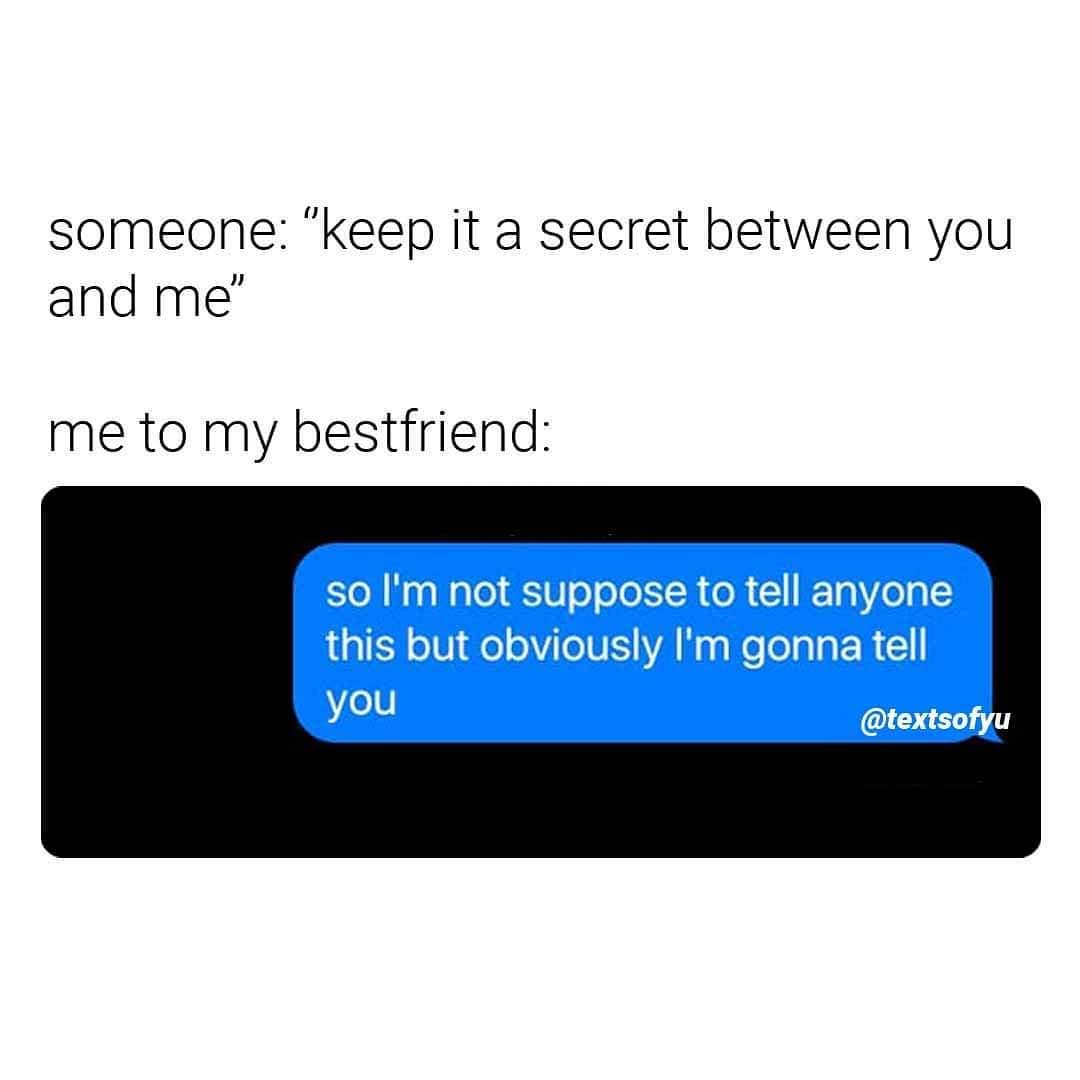 someone: “keep it a secret between you
and me”
me to my bestfriend:
so I'm not suppose to tell anyone
this but obviously I'm gonna tell
you
@textsofyu